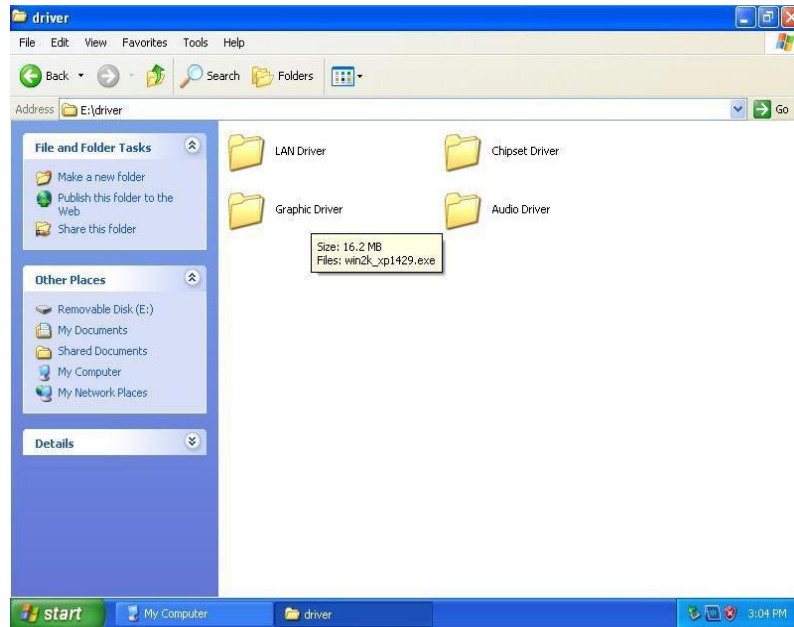 driver
File Edit View Favorites Tools Help
Back Search Folders
Address E:\driver Go
File and Folder Tasks
Make a new folder
Publish this folder to the
Web
Share this folder
Other Places
Removable Disk (E:)
My Documents
Shared Documents
My Computer
My Network Places
Details
LAN Driver Chipset Driver
Graphic Driver Audio Driver
Size: 16.2 MB
Files: win2k_xp1429.exe
start My Computer driver 3:04 PM